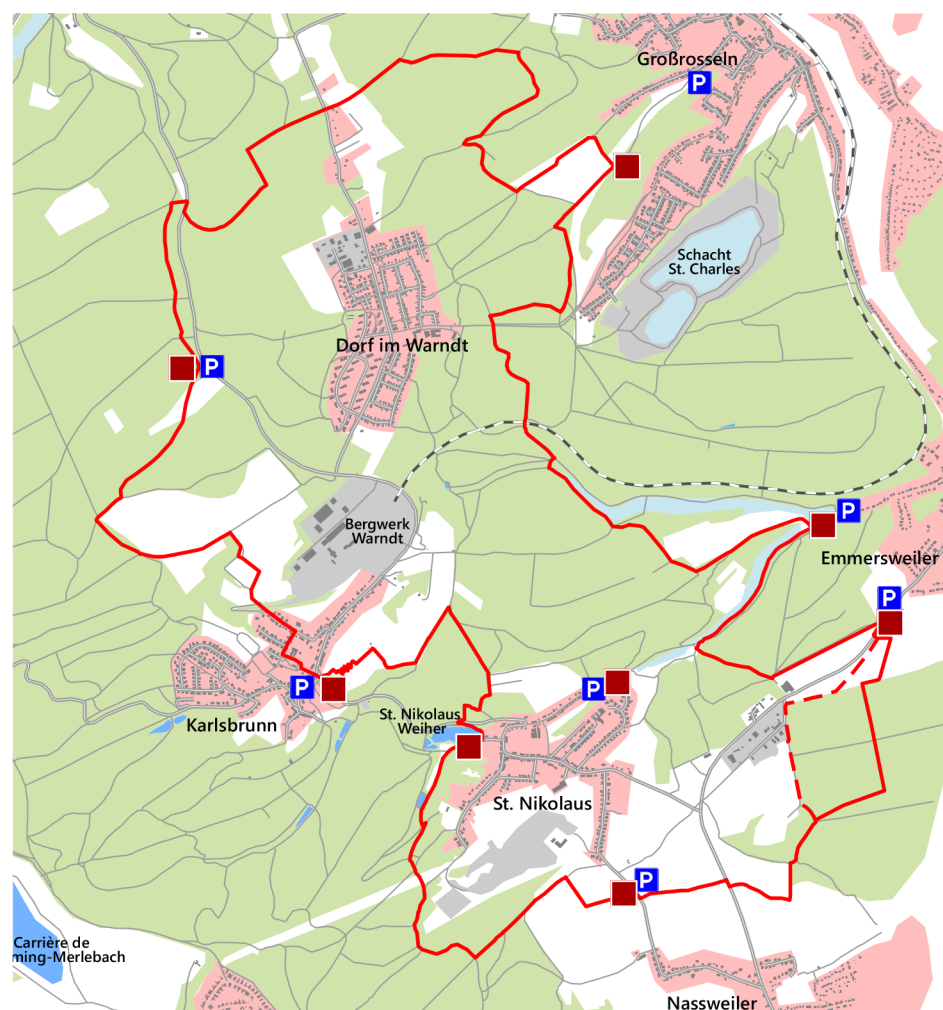 Großrosseln
P
Schacht
St. Charles
Dorf im Warndt
P
Bergwerk
Warndt
P
Emmersweiler
P
P
P
Karlsbrunn
St. Nikolaus
Weiher
St. Nikolaus
P
Carrière de
ming-Merlebach
Nassweiler